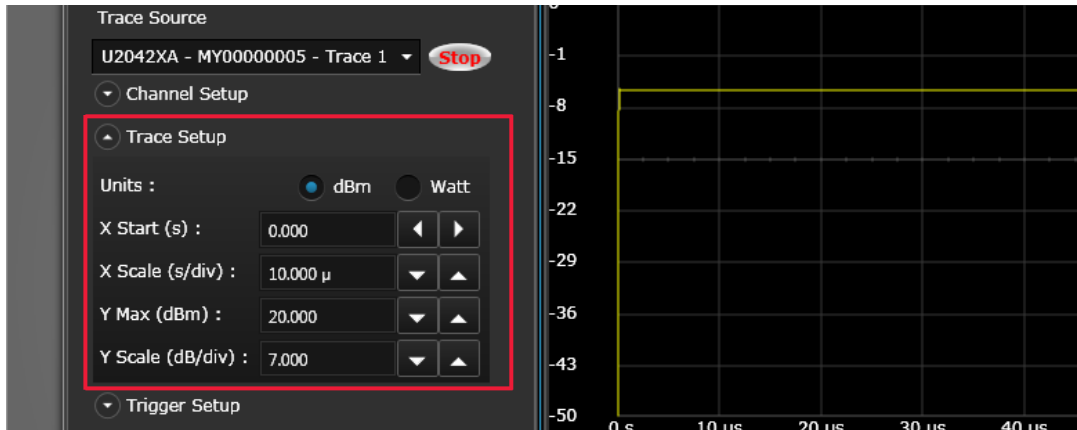 Trace Source
U2042XA - MY00000005 - Trace 1
Stop
Channel Setup
Trace Setup
Units :
dBm
Watt
X Start (s) :
0.000
X Scale (s/div) :
10.000 µ
Y Max (dBm) :
20.000
Y Scale (dB/div) :
7.000
Trigger Setup
-1
-8
-15
-22
-29
-36
-43
-50
0 s
10 us
20 us
30 us
40 us